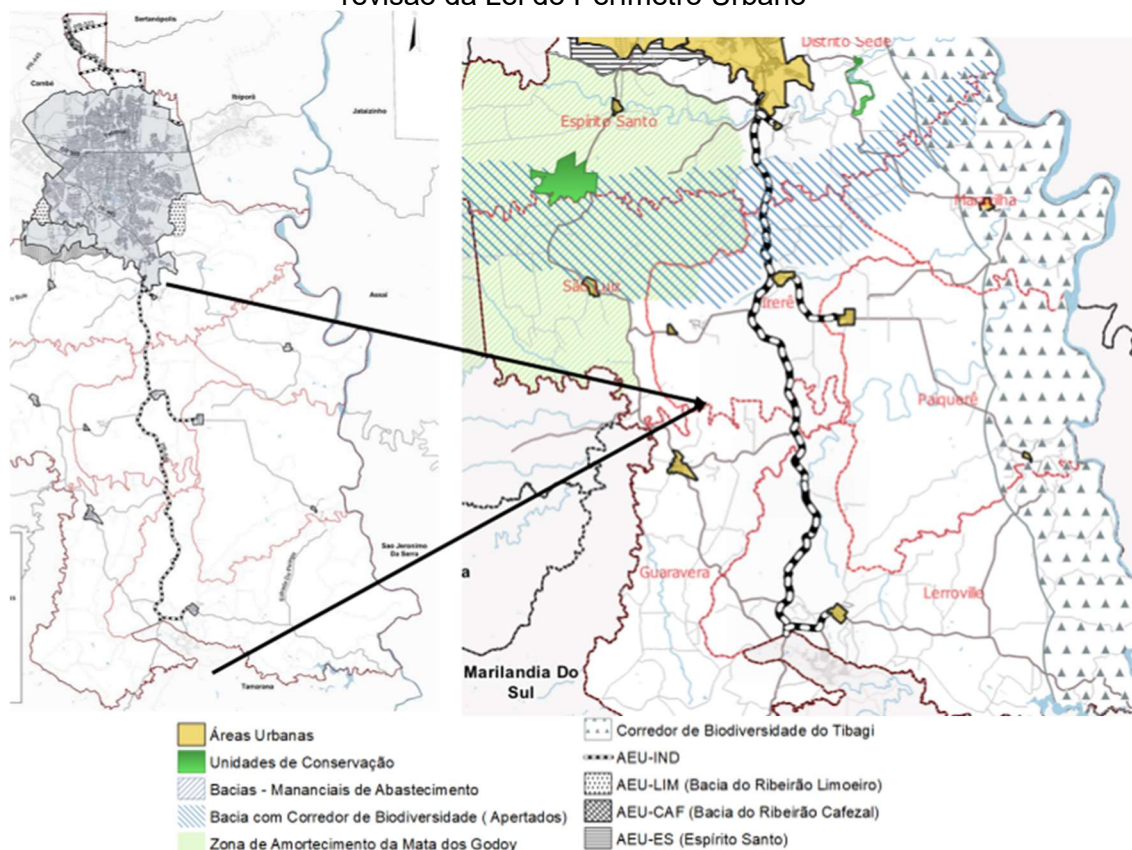 revisão da Lei do Perímetro Urbano
Sertanópolis
Cambé
Ibiporã
Jataizinho
Assaí
Sao Jeronimo
Da Serra
Tamarana
Distrito Sede
Espírito Santo
Maravilha
São Luiz
Irerê
Paiquerê
Guaravera
Lerroville
a
Marilandia Do
Sul
Áreas Urbanas
Unidades de Conservação
Bacias - Mananciais de Abastecimento
Bacia com Corredor de Biodiversidade ( Apertados)
Zona de Amortecimento da Mata dos Godoy
Corredor de Biodiversidade do Tibagi
AEU-IND
AEU-LIM (Bacia do Ribeirão Limoeiro)
AEU-CAF (Bacia do Ribeirão Cafezal)
AEU-ES (Espírito Santo)